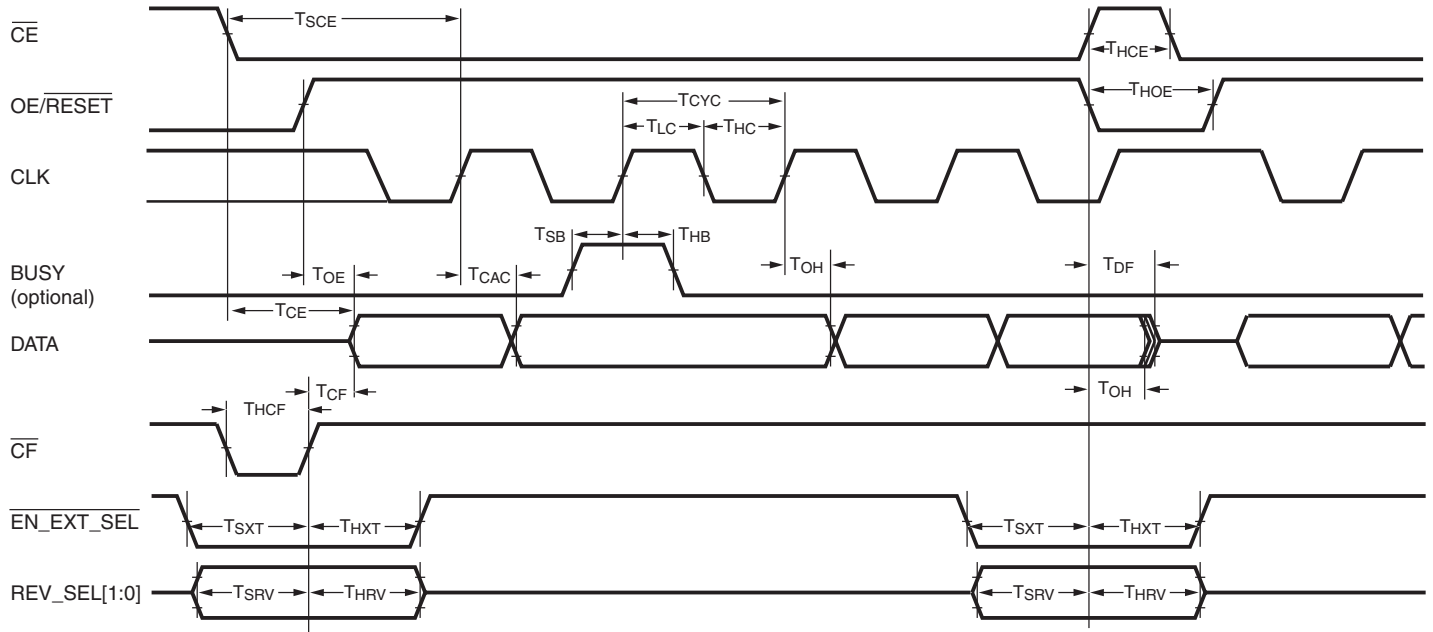 CE
TSCE
THCE
OE/RESET
THOE
TCYC
TLC
THC
CLK
TSB
THB
BUSY
(optional)
TOE
TCAC
TOH
TDF
TCE
DATA
TCF
TOH
THCF
CF
EN_EXT_SEL
TSXT
THXT
TSXT
THXT
REV_SEL[1:0]
TSRV
THRV
TSRV
THRV